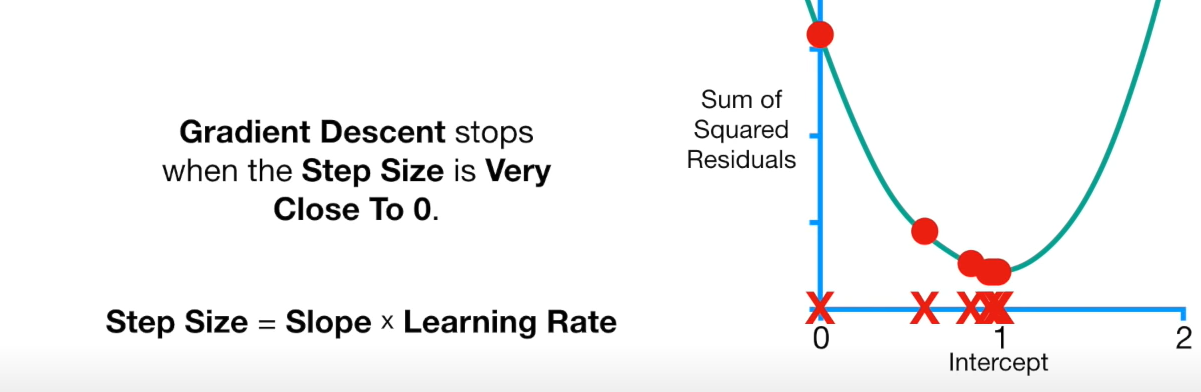 Gradient Descent stops
when the Step Size is Very
Close To 0.
Step Size = Slope x Learning Rate
Sum of
Squared
Residuals
X X X X X X
0 1 2
Intercept